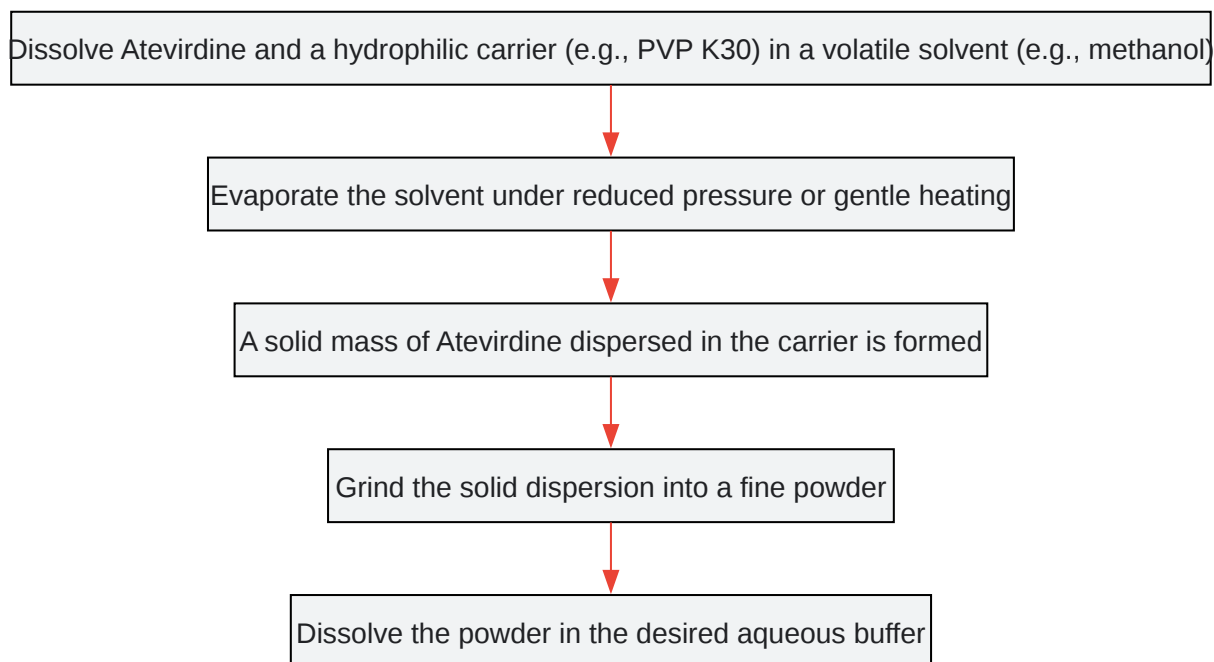 Dissolve Atevirdine and a hydrophilic carrier (e.g., PVP K30) in a volatile solvent (e.g., methanol)
Evaporate the solvent under reduced pressure or gentle heating
A solid mass of Atevirdine dispersed in the carrier is formed
Grind the solid dispersion into a fine powder
Dissolve the powder in the desired aqueous buffer